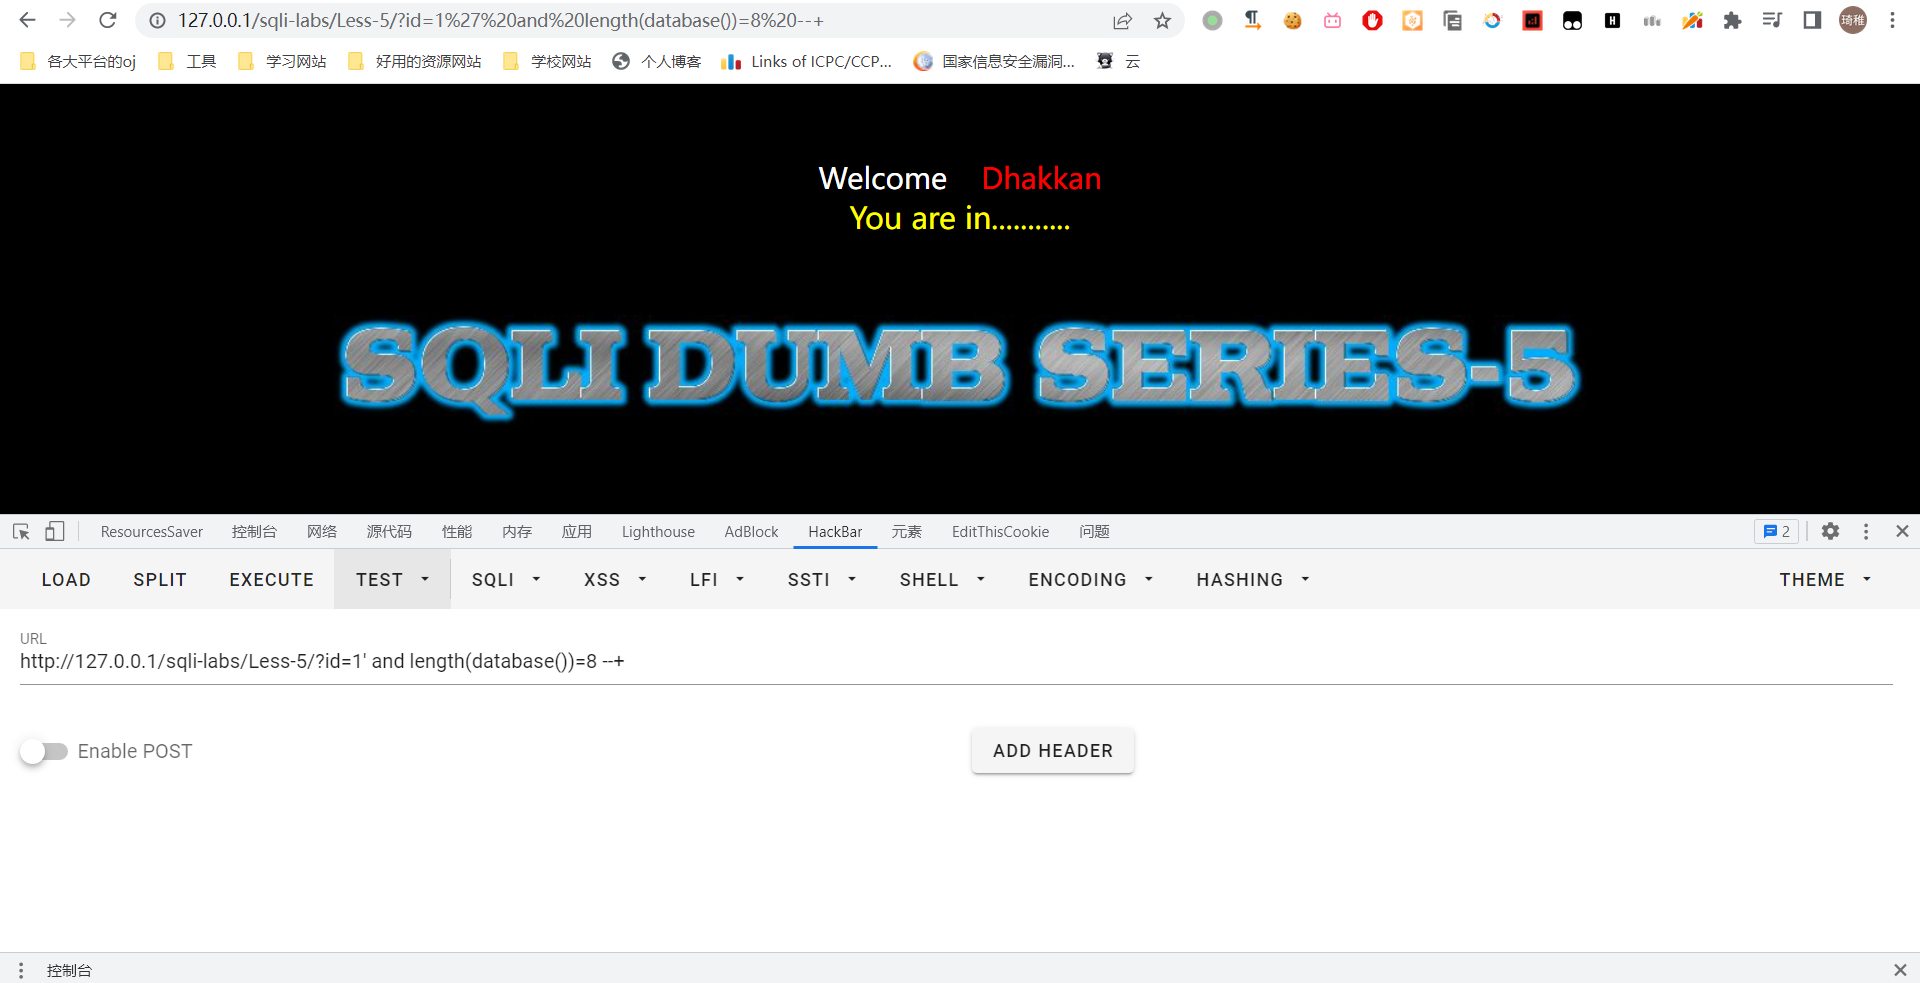 127.0.0.1/sqli-labs/Less-5/?id=1%27%20and%20length(database())=8%20--+
琦稚
各大平台的oj 工具 学习网站 好用的资源网站 学校网站 个人博客 Links of ICPC/CCP... 国家信息安全漏洞... 云
Welcome Dhakkan
You are in...........
SQLI DUMB SERIES-5
ResourcesSaver 控制台 网络 源代码 性能 内存 应用 Lighthouse AdBlock HackBar 元素 EditThisCookie 问题 2
LOAD SPLIT EXECUTE TEST SQLI XSS LFI SSTI SHELL ENCODING HASHING THEME
URL
http://127.0.0.1/sqli-labs/Less-5/?id=1' and length(database())=8 --+
Enable POST ADD HEADER
控制台